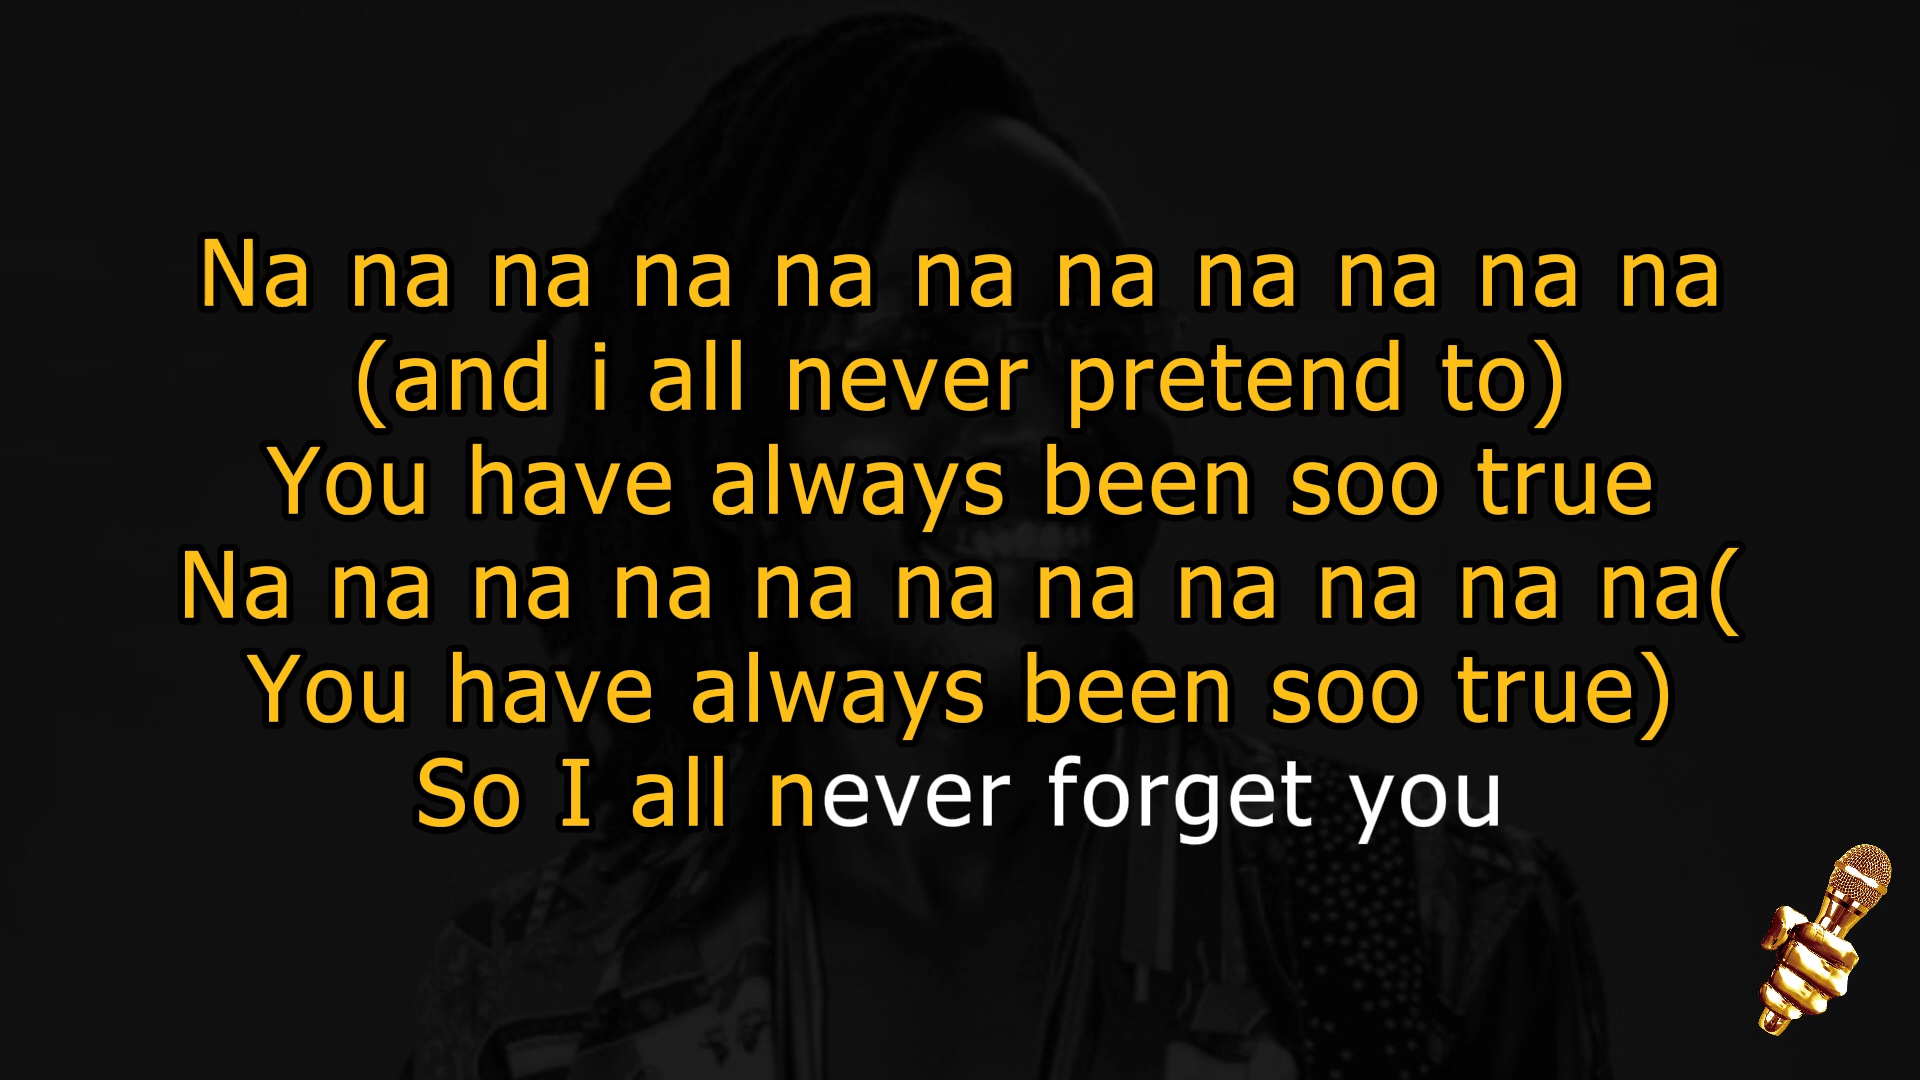 Na na na na na na na na na na na
(and i all never pretend to)
You have always been soo true
Na na na na na na na na na na na(
You have always been soo true)
So I all never forget you